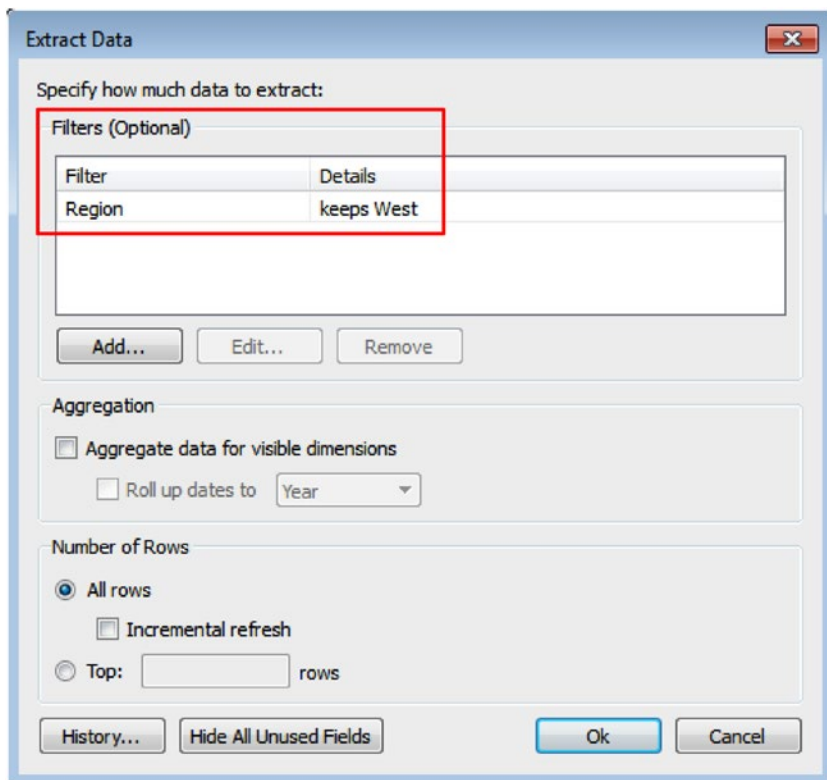 Extract Data
Specify how much data to extract:
Filters (Optional)
Filter Details
Region keeps West
Add... Edit... Remove
Aggregation
Aggregate data for visible dimensions
Roll up dates to Year
Number of Rows
All rows
Incremental refresh
Top: rows
History... Hide All Unused Fields Ok Cancel